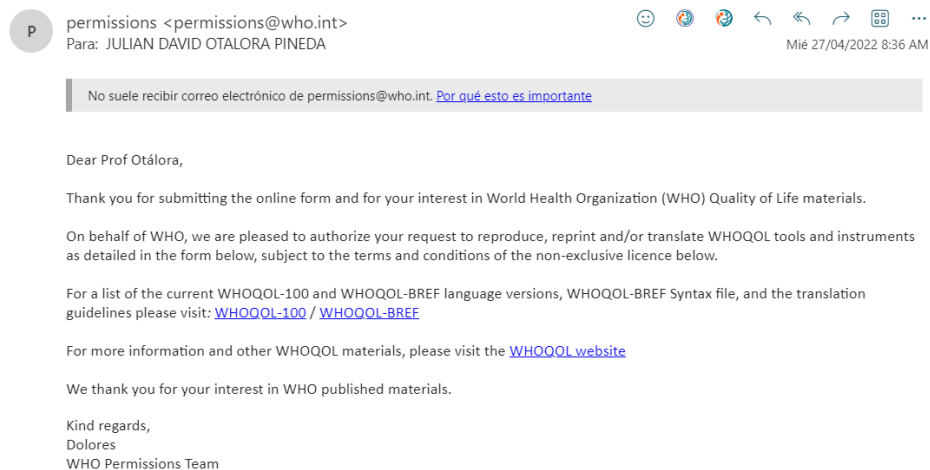 P
permissions <permissions@who.int>
Para: JULIAN DAVID OTALORA PINEDA
Mié 27/04/2022 8:36 AM
No suele recibir correo electrónico de permissions@who.int. Por qué esto es importante
Dear Prof Otálora,
Thank you for submitting the online form and for your interest in World Health Organization (WHO) Quality of Life materials.
On behalf of WHO, we are pleased to authorize your request to reproduce, reprint and/or translate WHOQOL tools and instruments
as detailed in the form below, subject to the terms and conditions of the non-exclusive licence below.
For a list of the current WHOQOL-100 and WHOQOL-BREF language versions, WHOQOL-BREF Syntax file, and the translation
guidelines please visit: WHOQOL-100 / WHOQOL-BREF
For more information and other WHOQOL materials, please visit the WHOQOL website
We thank you for your interest in WHO published materials.
Kind regards,
Dolores
WHO Permissions Team